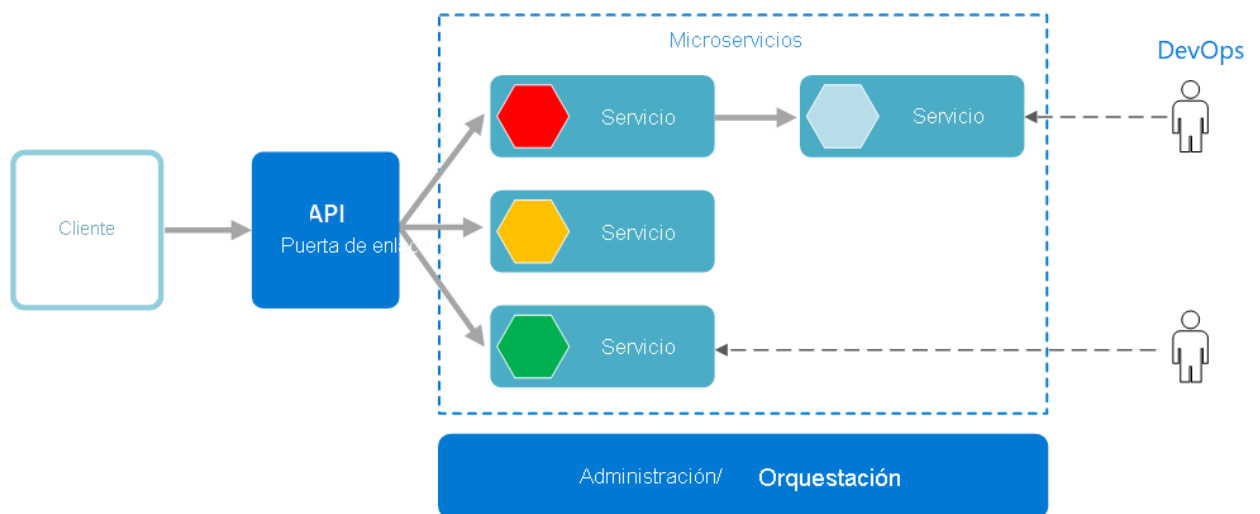 Microservicios
DevOps
Servicio
Servicio
Cliente
API
Puerta de enlace
Servicio
Servicio
Administración/ Orquestación